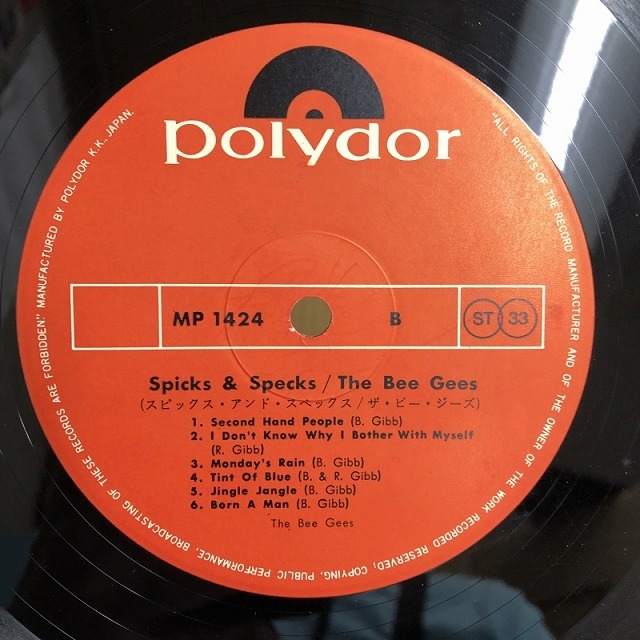 polydor
MP 1424
B
ST 33
Spicks & Specks / The Bee Gees
(スピックス・アンド・スペックス/ザ・ビー・ジーズ)
1. Second Hand People (B. Gibb)
2. I Don't Know Why I Bother With Myself
(R. Gibb)
3. Monday's Rain (B. Gibb)
4. Tint Of Blue (B. & R. Gibb)
5. Jingle Jangle (B. Gibb)
6. Born A Man (B. Gibb)
The Bee Gees
"ALL RIGHTS OF THE RECORD MANUFACTURER AND OF THE OWNER OF THE WORK RECORDED RESERVED; COPYING, PUBLIC PERFORMANCE, BROADCASTING OF THESE RECORDS ARE FORBIDDEN." MANUFACTURED BY POLYDOR K.K., JAPAN.